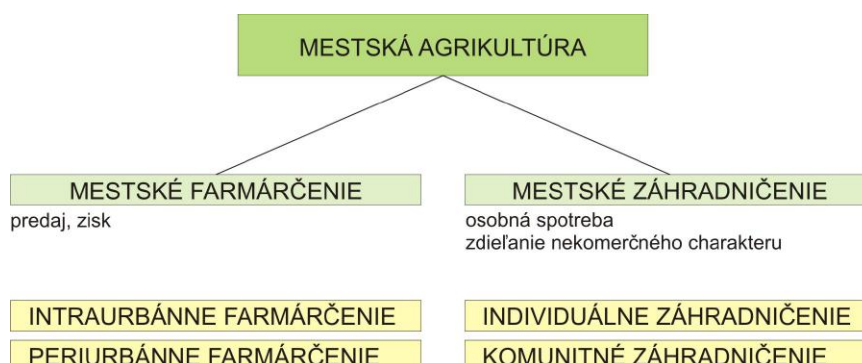 MESTSKÁ AGRIKULTÚRA
MESTSKÉ FARMÁRČENIE
predaj, zisk
MESTSKÉ ZÁHRADNIČENIE
osobná spotreba
zdieľanie nekomerčného charakteru
INTRAURBÁNNE FARMÁRČENIE
PERIURBÁNNE FARMÁRČENIE
INDIVIDUÁLNE ZÁHRADNIČENIE
KOMUNITNÉ ZÁHRADNIČENIE